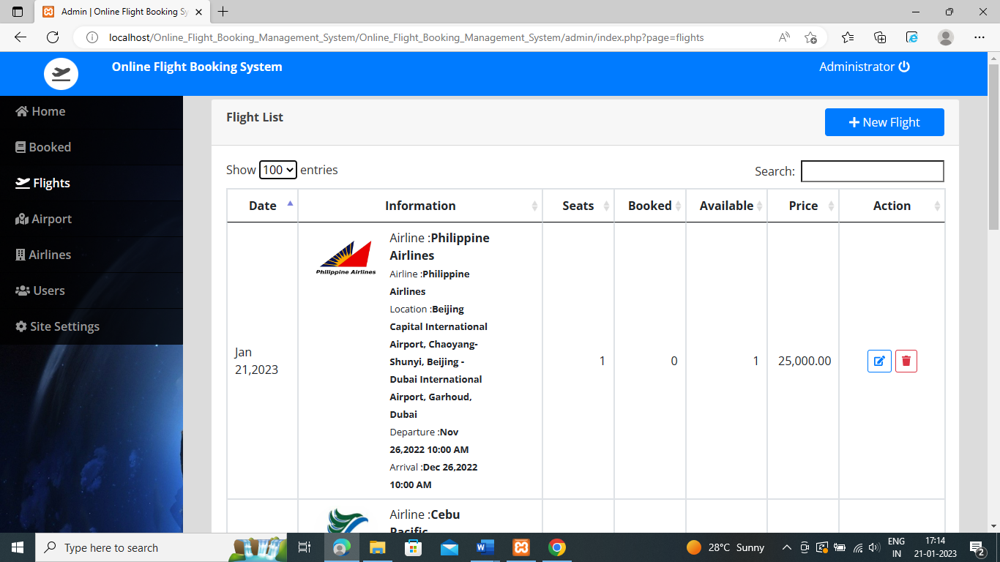 Admin | Online Flight Booking Sy
localhost/Online_Flight_Booking_Management_System/Online_Flight_Booking_Management_System/admin/index.php?page=flights
Online Flight Booking System
Administrator
Home
Booked
Flights
Airport
Airlines
Users
Site Settings
Flight List
New Flight
Show 100 entries
Search:
Date Information Seats Booked Available Price Action
Jan
21,2023
Philippine Airlines
Airline :Philippine
Airlines
Airline :Philippine
Airlines
Location :Beijing
Capital International
Airport, Chaoyang-
Shunyi, Beijing -
Dubai International
Airport, Garhoud,
Dubai
Departure :Nov
26,2022 10:00 AM
Arrival :Dec 26,2022
10:00 AM
1 0 1 25,000.00
Airline :Cebu
Pacific
Type here to search
28°C Sunny
ENG
IN
17:14
21-01-2023
2